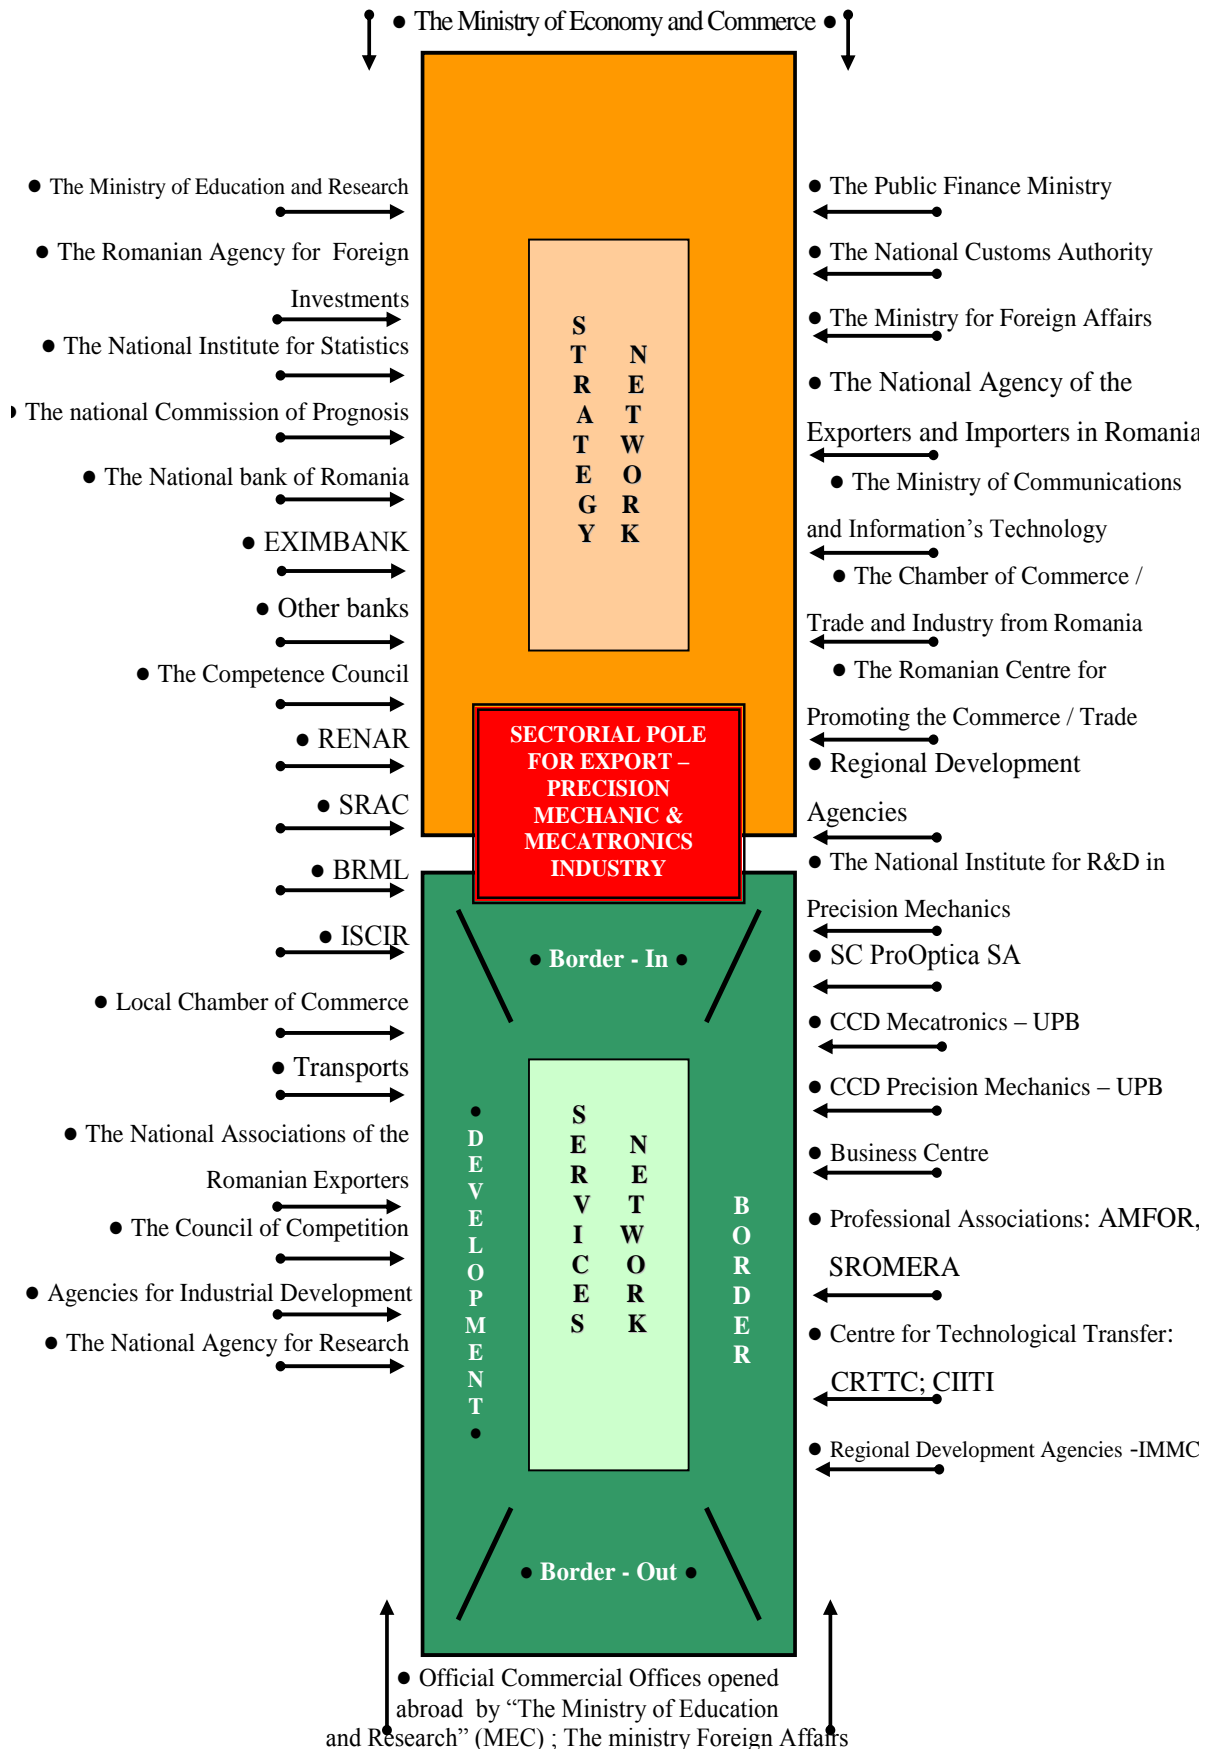 ● The Ministry of Economy and Commerce ●
● The Ministry of Education and Research
● The Romanian Agency for Foreign
Investments
● The National Institute for Statistics
● The national Commission of Prognosis
● The National bank of Romania
● EXIMBANK
● Other banks
● The Competence Council
● RENAR
● SRAC
● BRML
● ISCIR
● Local Chamber of Commerce
● Transports
● The National Associations of the
Romanian Exporters
● The Council of Competition
● Agencies for Industrial Development
● The National Agency for Research
STRATEGY
NETWORK
SECTORIAL POLE
FOR EXPORT –
PRECISION
MECHANIC &
MECATRONICS
INDUSTRY
● Border - In ●
● DEVELOPMENT ●
SERVICES
NETWORK
BORDER
● Border - Out ●
● The Public Finance Ministry
● The National Customs Authority
● The Ministry for Foreign Affairs
● The National Agency of the
Exporters and Importers in Romania
● The Ministry of Communications
and Information’s Technology
● The Chamber of Commerce /
Trade and Industry from Romania
● The Romanian Centre for
Promoting the Commerce / Trade
● Regional Development
Agencies
● The National Institute for R&D in
Precision Mechanics
● SC ProOptica SA
● CCD Mecatronics – UPB
● CCD Precision Mechanics – UPB
● Business Centre
● Professional Associations: AMFOR,
SROMERA
● Centre for Technological Transfer:
CRTTC; CIITI
● Regional Development Agencies -IMMC
● Official Commercial Offices opened
abroad by “The Ministry of Education
and Research” (MEC) ; The ministry Foreign Affairs